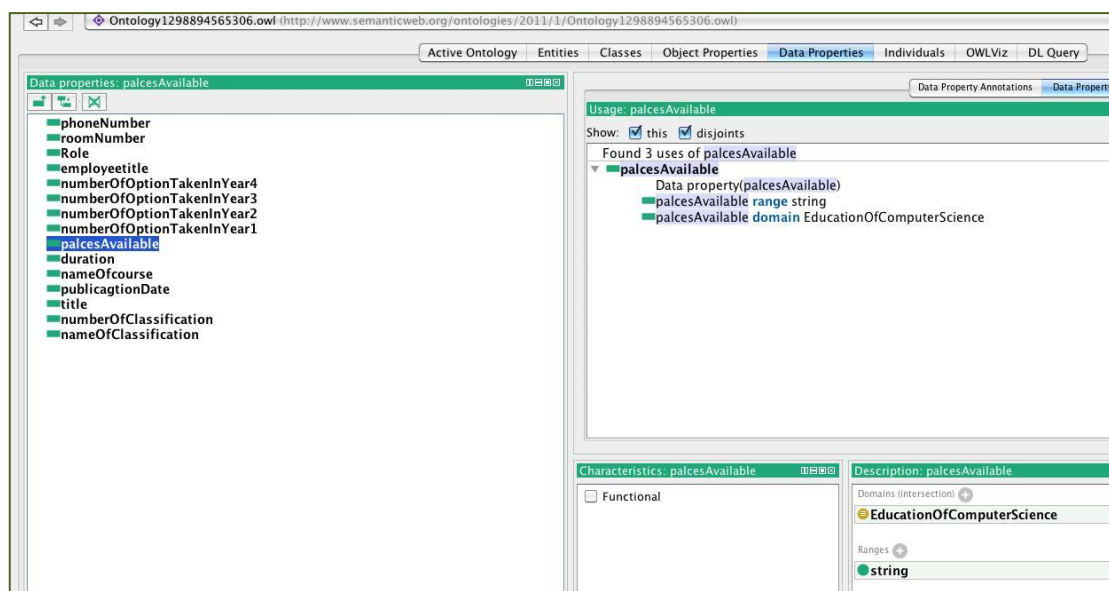 Ontology1298894565306.owl (http://www.semanticweb.org/ontologies/2011/1/Ontology1298894565306.owl)
Active Ontology Entities Classes Object Properties Data Properties Individuals OWLViz DL Query
Data properties: palcesAvailable
phoneNumber
roomNumber
Role
employeetitle
numberOfOptionTakenInYear4
numberOfOptionTakenInYear3
numberOfOptionTakenInYear2
numberOfOptionTakenInYear1
palcesAvailable
duration
nameOfcourse
publicagtionDate
title
numberOfClassification
nameOfClassification
Data Property Annotations Data Property
Usage: palcesAvailable
Show: this disjoints
Found 3 uses of palcesAvailable
palcesAvailable
Data property(palcesAvailable)
palcesAvailable range string
palcesAvailable domain EducationOfComputerScience
Characteristics: palcesAvailable
Functional
Description: palcesAvailable
Domains (intersection)
EducationOfComputerScience
Ranges
string